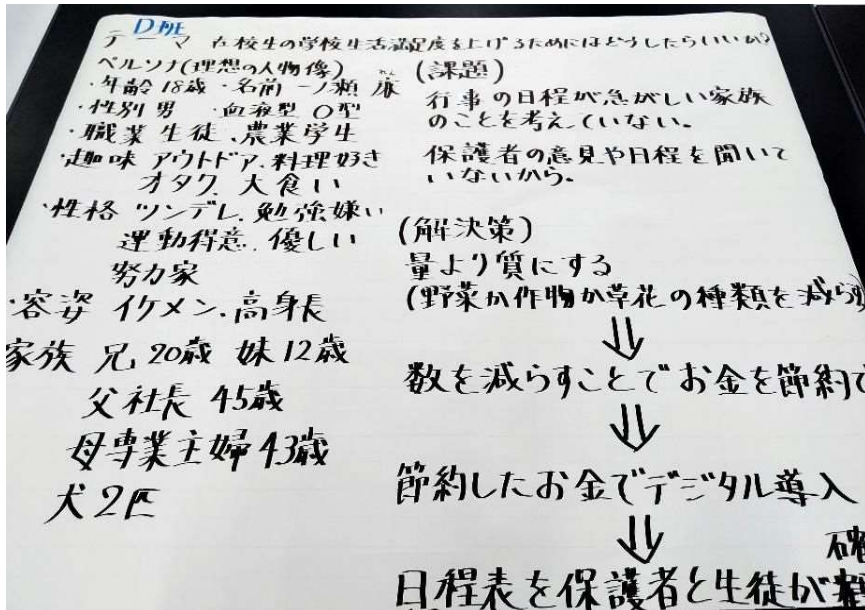 D班
テーマ 在校生の学校生活満足度を上げるためにはどうしたらいいか?
ペルソナ(理想の人物像)
・年齢 18歳 ・名前 一ノ瀬
・性別 男 ・血液型 O型
・職業 生徒、農業学生
・趣味 アウトドア、料理好き
オタク、大食い
・性格 ツンデレ、勉強嫌い
運動得意、優しい
努力家
・容姿 イケメン、高身長
家族 兄 20歳 妹 12歳
父 社長 45歳
母 専業主婦 43歳
犬 2匹
(課題)
行事の日程が急がしい家族
のことを考えていない。
保護者の意見や日程を聞いて
いないから。
(解決策)
量より質にする
(野菜か作物か草花の種類を減らす
⇓
数を減らすことでお金を節約で
⇓
節約したお金でデジタル導入
⇓
日程表を保護者と生徒が